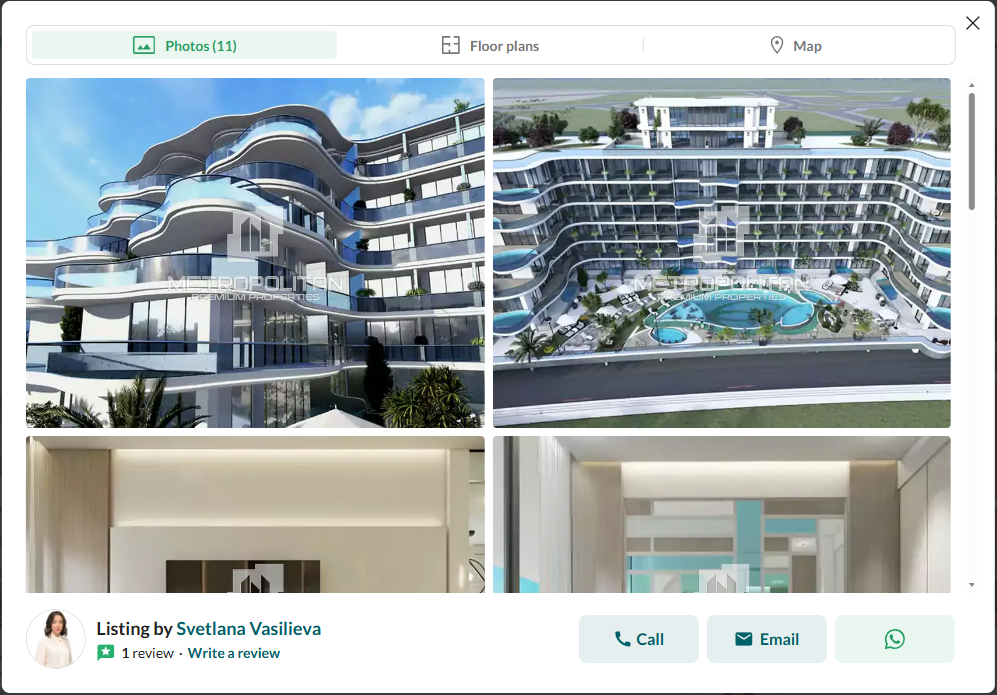 Photos (11)
Floor plans
Map
METROPOLITAN
PREMIUM PROPERTIES
METROPOLITAN
PREMIUM PROPERTIES
Listing by Svetlana Vasilieva
1 review · Write a review
Call
Email